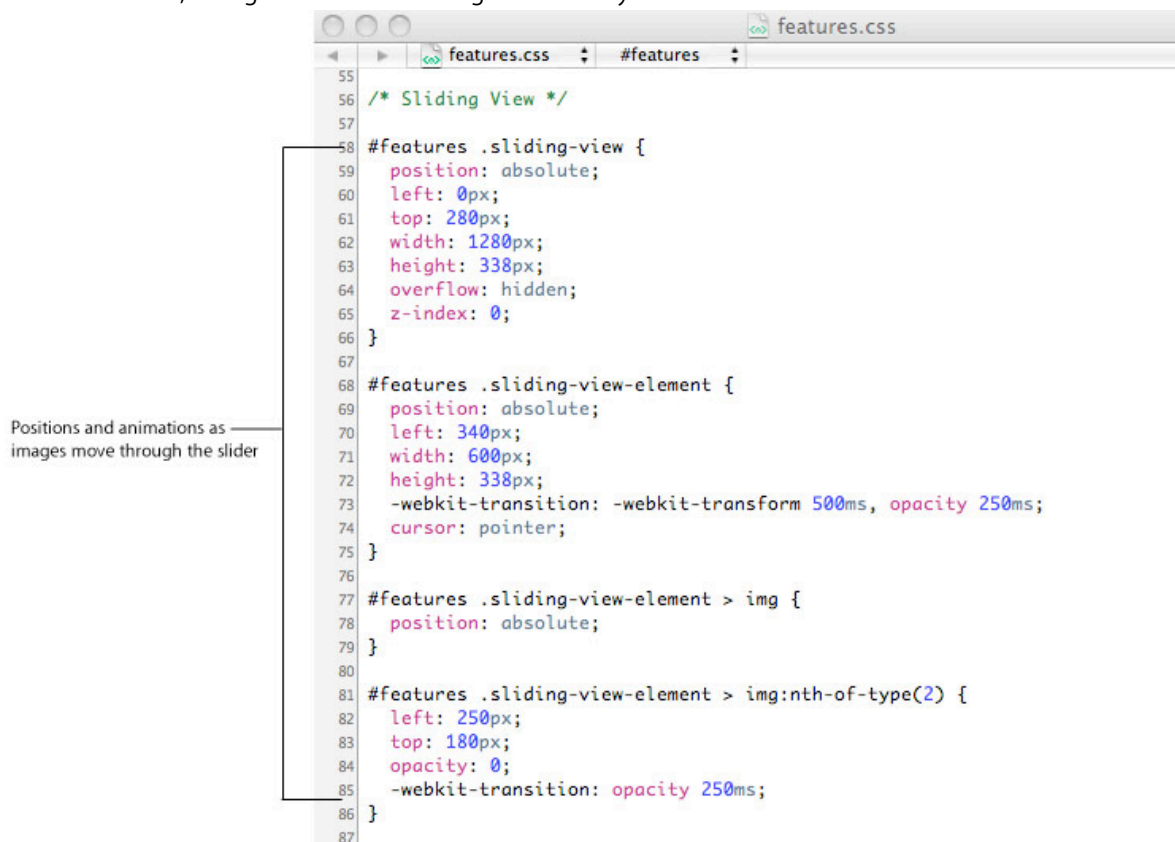 features.css
features.css #features
55
56 /* Sliding View */
57
58 #features .sliding-view {
59 position: absolute;
60 left: 0px;
61 top: 280px;
62 width: 1280px;
63 height: 338px;
64 overflow: hidden;
65 z-index: 0;
66 }
67
68 #features .sliding-view-element {
69 position: absolute;
70 left: 340px;
71 width: 600px;
72 height: 338px;
73 -webkit-transition: -webkit-transform 500ms, opacity 250ms;
74 cursor: pointer;
75 }
76
77 #features .sliding-view-element > img {
78 position: absolute;
79 }
80
81 #features .sliding-view-element > img:nth-of-type(2) {
82 left: 250px;
83 top: 180px;
84 opacity: 0;
85 -webkit-transition: opacity 250ms;
86 }
87
Positions and animations as
images move through the slider